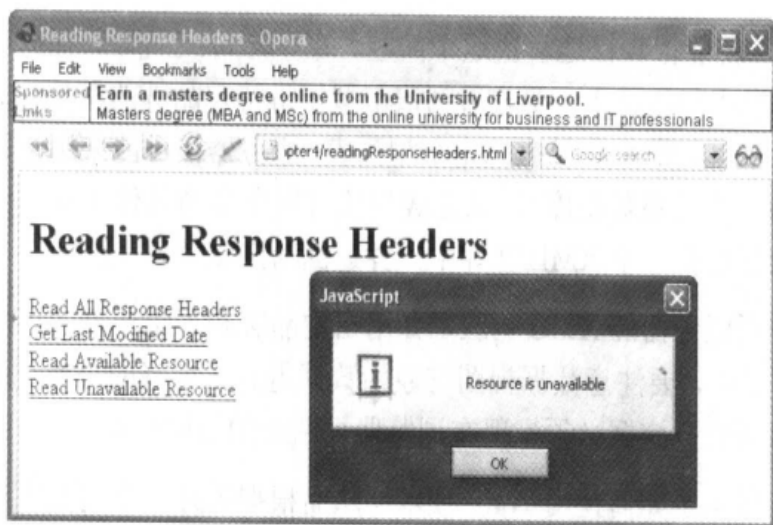 Reading Response Headers - Opera
File Edit View Bookmarks Tools Help
Sponsored Links
Earn a masters degree online from the University of Liverpool.
Masters degree (MBA and MSc) from the online university for business and IT professionals
ipter4/readingResponseHeaders.html
Google search
Reading Response Headers
Read All Response Headers
Get Last Modified Date
Read Available Resource
Read Unavailable Resource
JavaScript
i
Resource is unavailable
OK